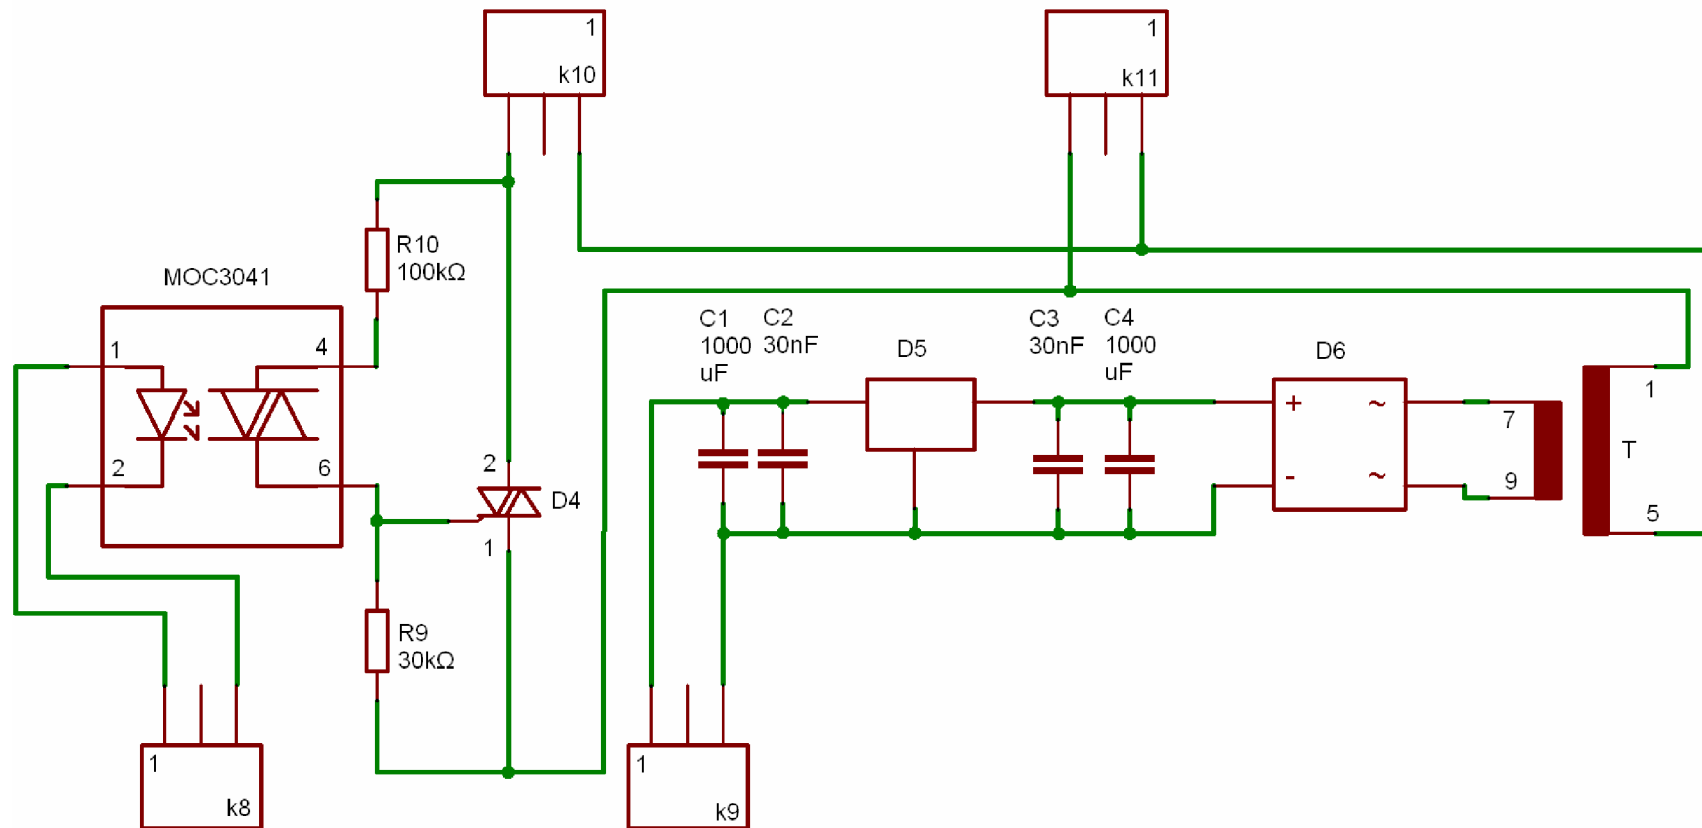 1
k10
1
k11
R10
100kΩ
MOC3041
1
4
2
6
C1
1000
uF
C2
30nF
D5
C3
30nF
C4
1000
uF
D6
+
~
-
~
7
9
T
1
5
2
D4
1
R9
30kΩ
1
k8
1
k9